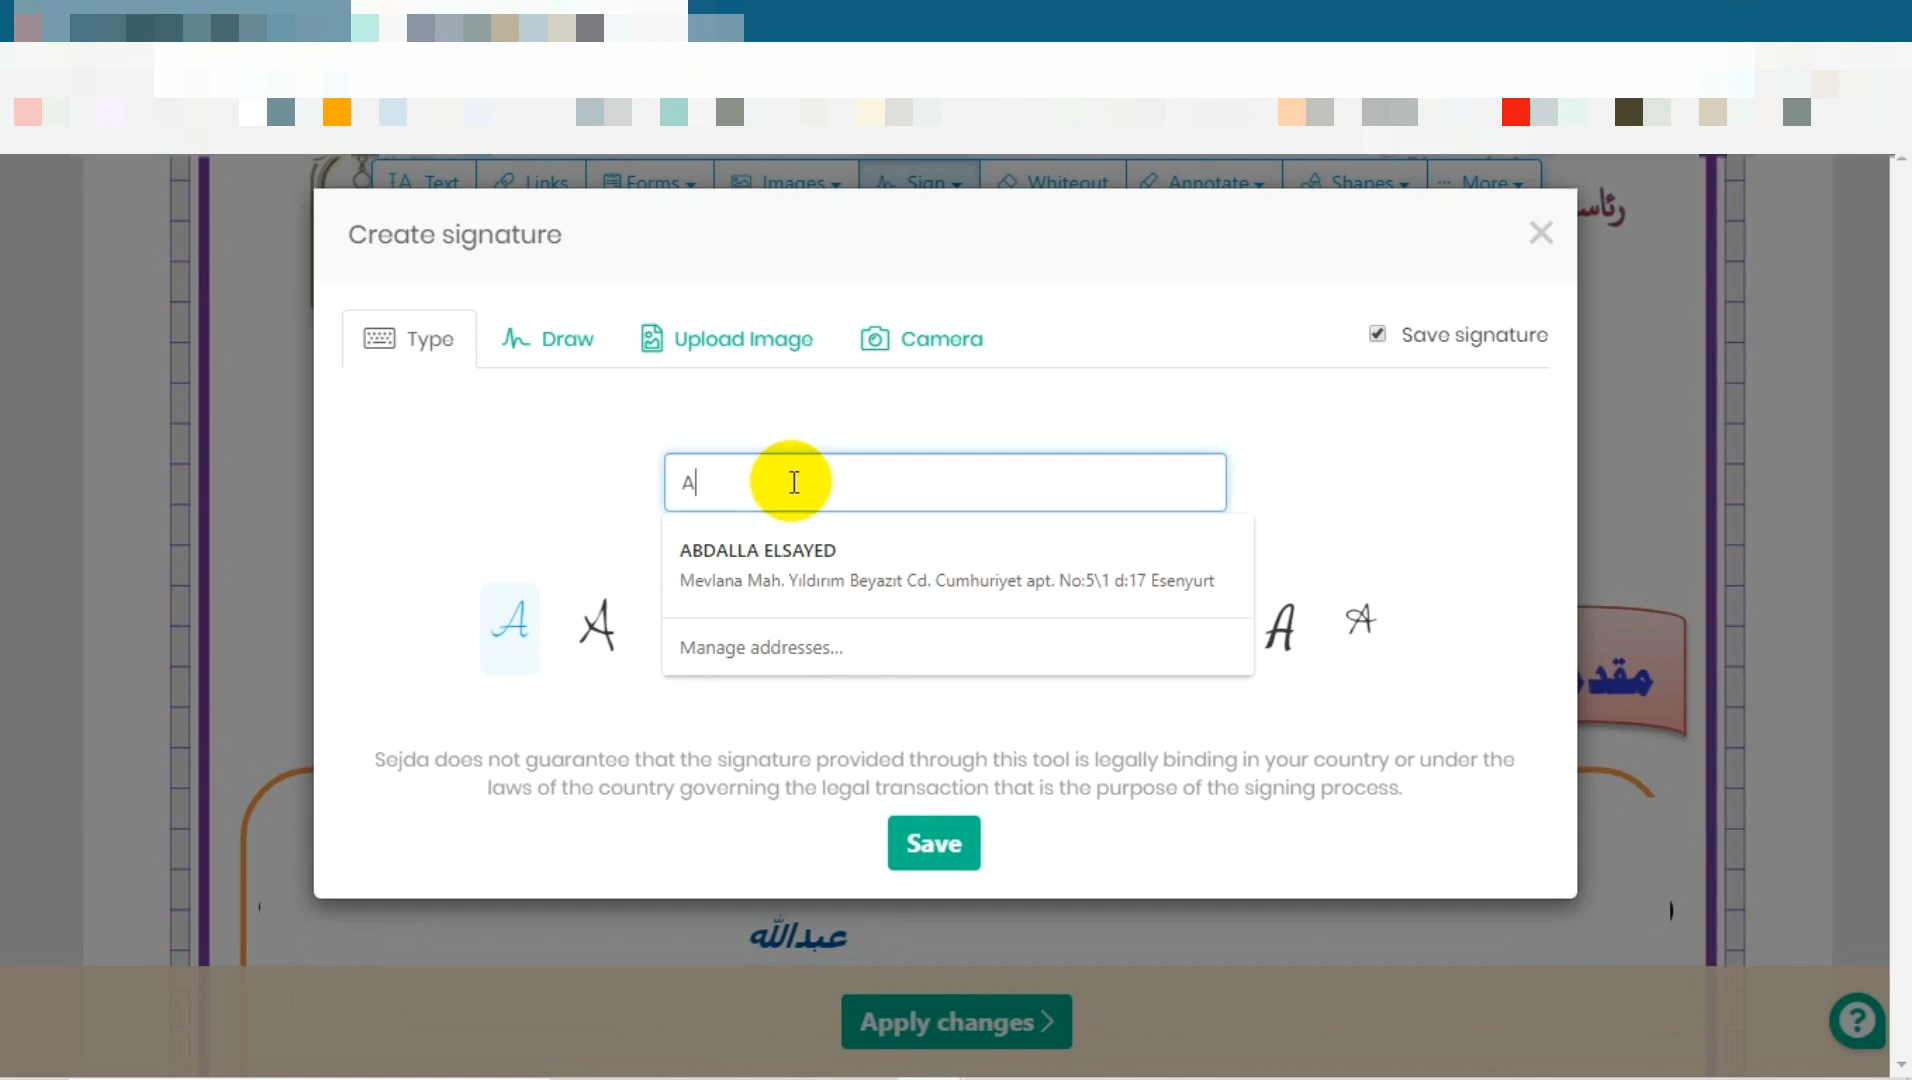 Text Links Forms Images Sign Whiteout Annotate Shapes More
رئاسـ
Create signature
Type Draw Upload Image Camera Save signature
A
ABDALLA ELSAYED
Mevlana Mah. Yıldırım Beyazıt Cd. Cumhuriyet apt. No:5\1 d:17 Esenyurt
A A A A
Manage addresses...
مقد
Sejda does not guarantee that the signature provided through this tool is legally binding in your country or under the
laws of the country governing the legal transaction that is the purpose of the signing process.
Save
عبدالله
Apply changes
?